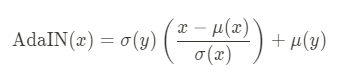 AdaIN(x) = σ(y) ( (x − μ(x)) / σ(x) ) + μ(y)